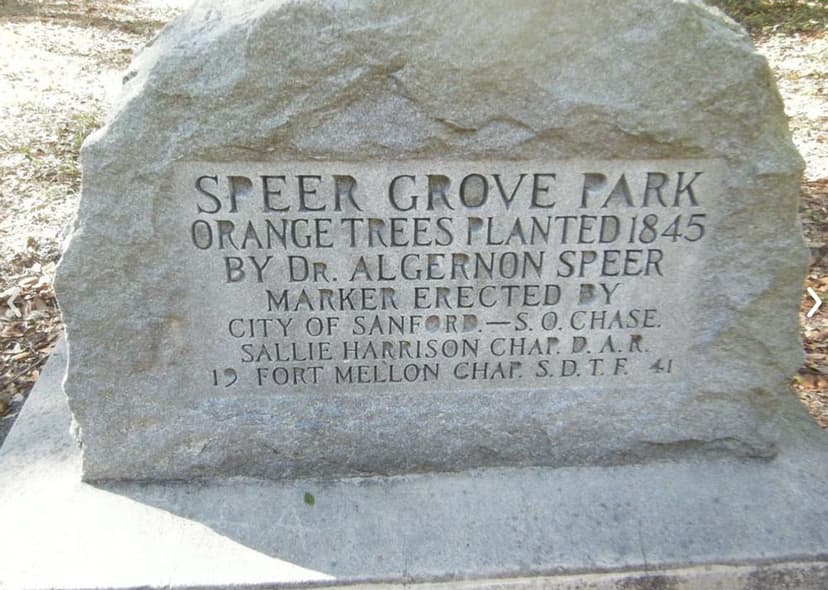 SPEER GROVE PARK
ORANGE TREES PLANTED 1845
BY DR. ALGERNON SPEER
MARKER ERECTED BY
CITY OF SANFORD.—S. O. CHASE.
SALLIE HARRISON CHAP. D. A. R.
19 FORT MELLON CHAP. S. D. T. F. 41